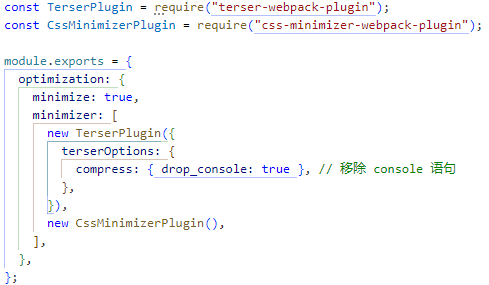 const TerserPlugin = require("terser-webpack-plugin");
const CssMinimizerPlugin = require("css-minimizer-webpack-plugin");
module.exports = {
  optimization: {
    minimize: true,
    minimizer: [
      new TerserPlugin({
        terserOptions: {
          compress: { drop_console: true }, // 移除 console 语句
        },
      }),
      new CssMinimizerPlugin(),
    ],
  },
};